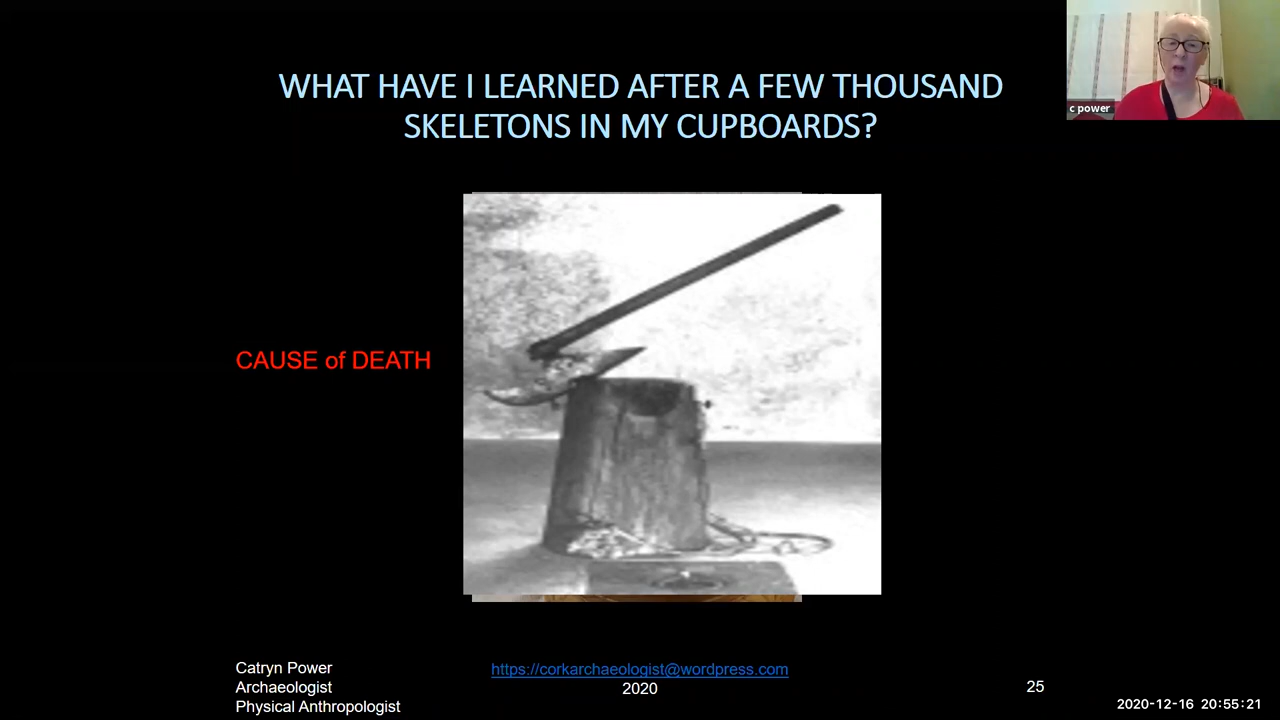 WHAT HAVE I LEARNED AFTER A FEW THOUSAND
SKELETONS IN MY CUPBOARDS?
c power
CAUSE of DEATH
Catryn Power
Archaeologist
Physical Anthropologist
https://corkarchaeologist@wordpress.com
2020
25
2020-12-16 20:55:21